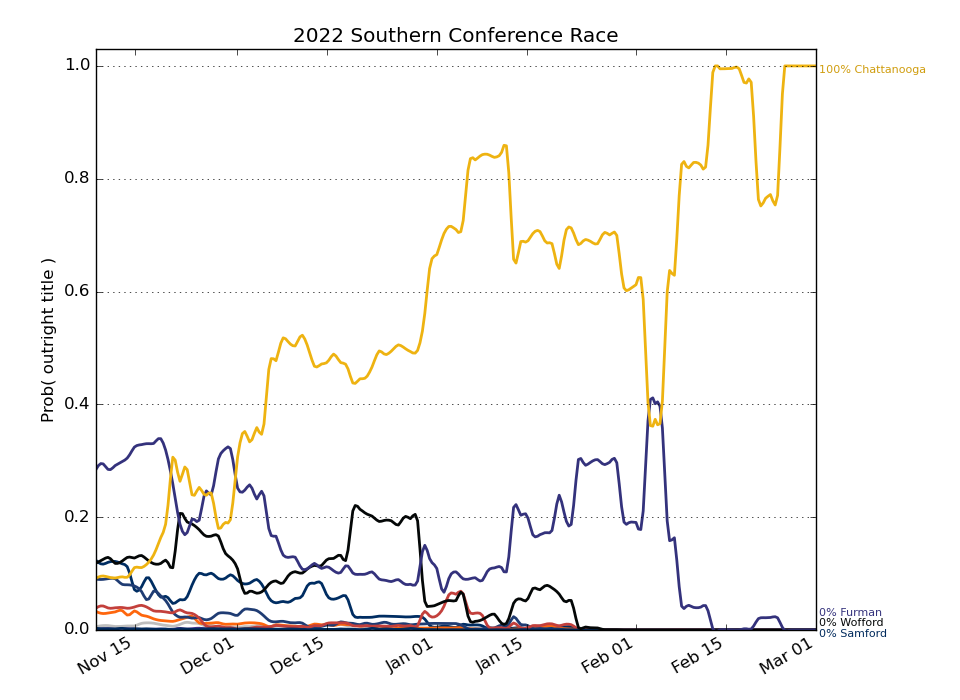 2022 Southern Conference Race
Prob( outright title )
1.0
0.8
0.6
0.4
0.2
0.0
Nov 15
Dec 01
Dec 15
Jan 01
Jan 15
Feb 01
Feb 15
Mar 01
100% Chattanooga
0% Furman
0% Wofford
0% Samford